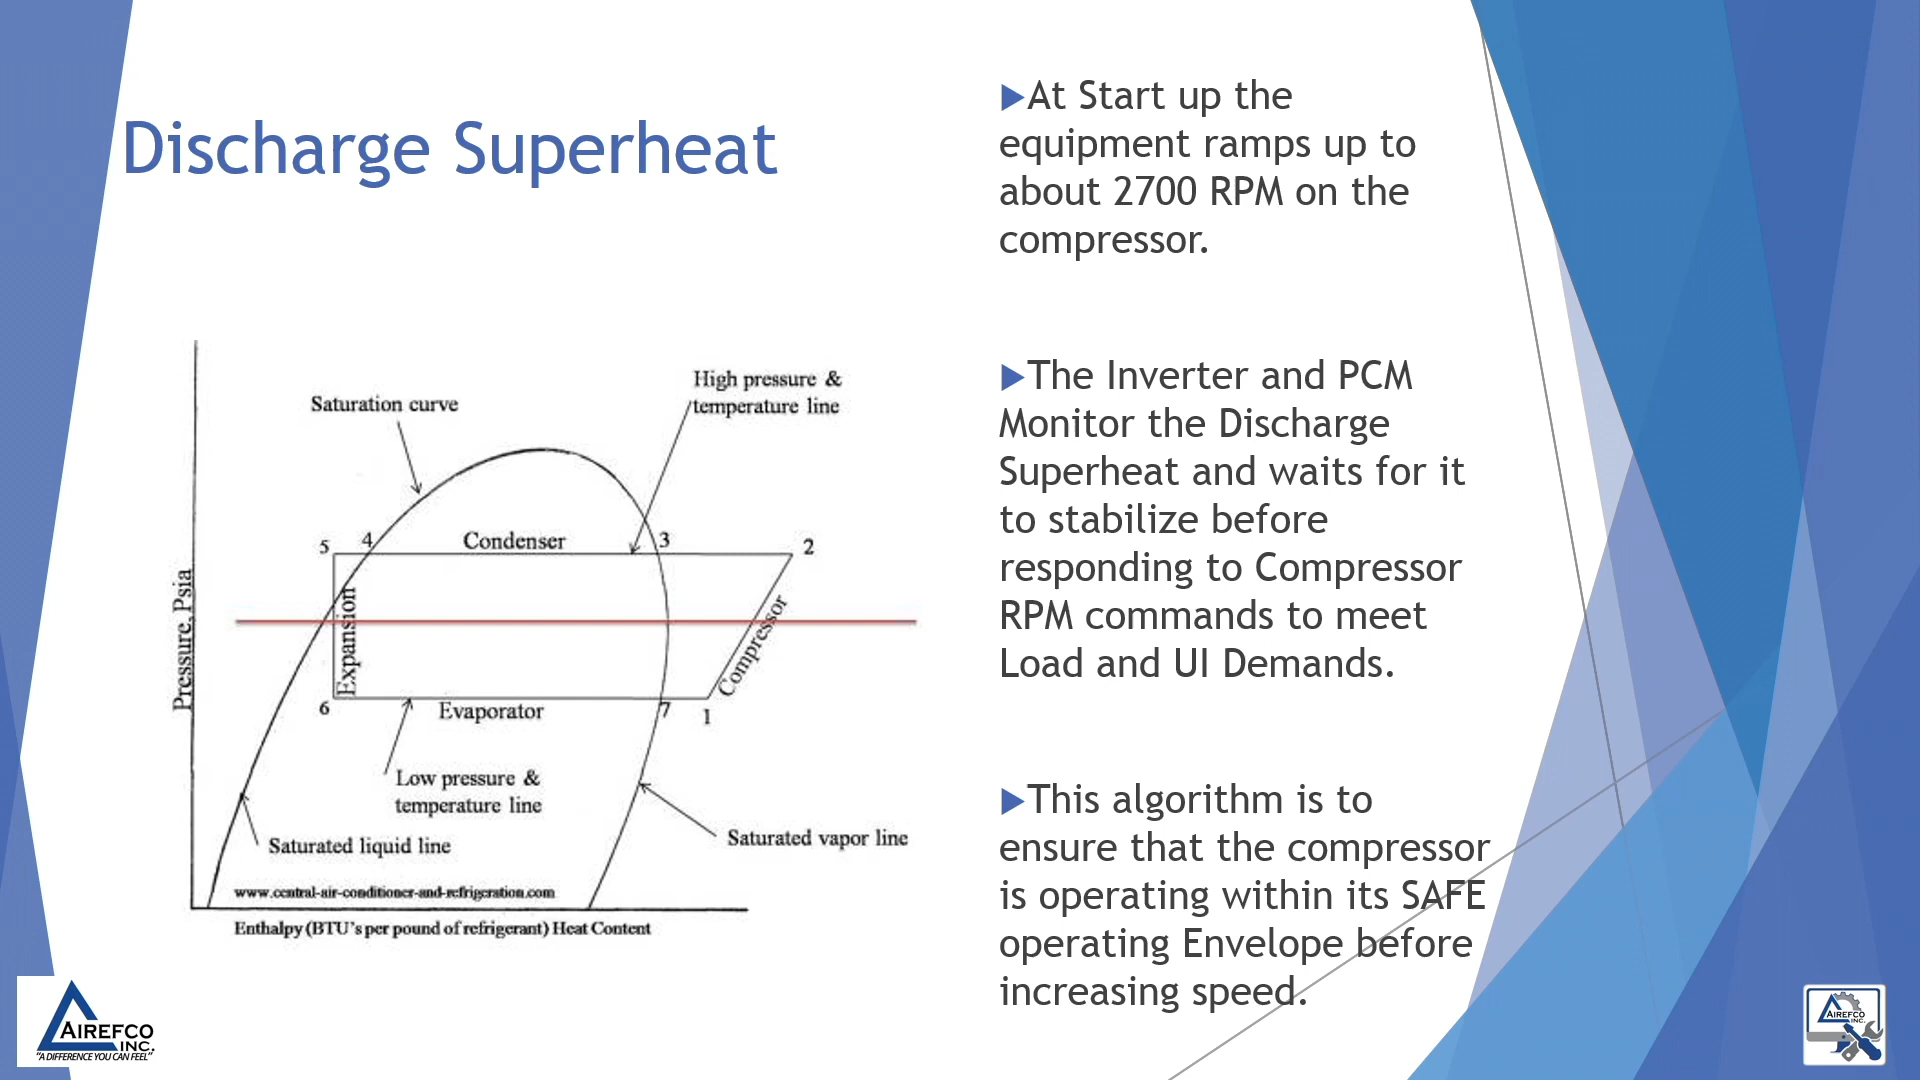 Discharge Superheat
▶At Start up the
equipment ramps up to
about 2700 RPM on the
compressor.
▶The Inverter and PCM
Monitor the Discharge
Superheat and waits for it
to stabilize before
responding to Compressor
RPM commands to meet
Load and UI Demands.
▶This algorithm is to
ensure that the compressor
is operating within its SAFE
operating Envelope before
increasing speed.
High pressure &
temperature line
Saturation curve
5
4
Condenser
3
2
Pressure, Psia
Expansion
Compressor
6
Evaporator
7
1
Low pressure &
temperature line
Saturated liquid line
Saturated vapor line
www.central-air-conditioner-and-refrigeration.com
Enthalpy (BTU's per pound of refrigerant) Heat Content
AIREFCO
INC.
"A DIFFERENCE YOU CAN FEEL"
AIREFCO
INC.